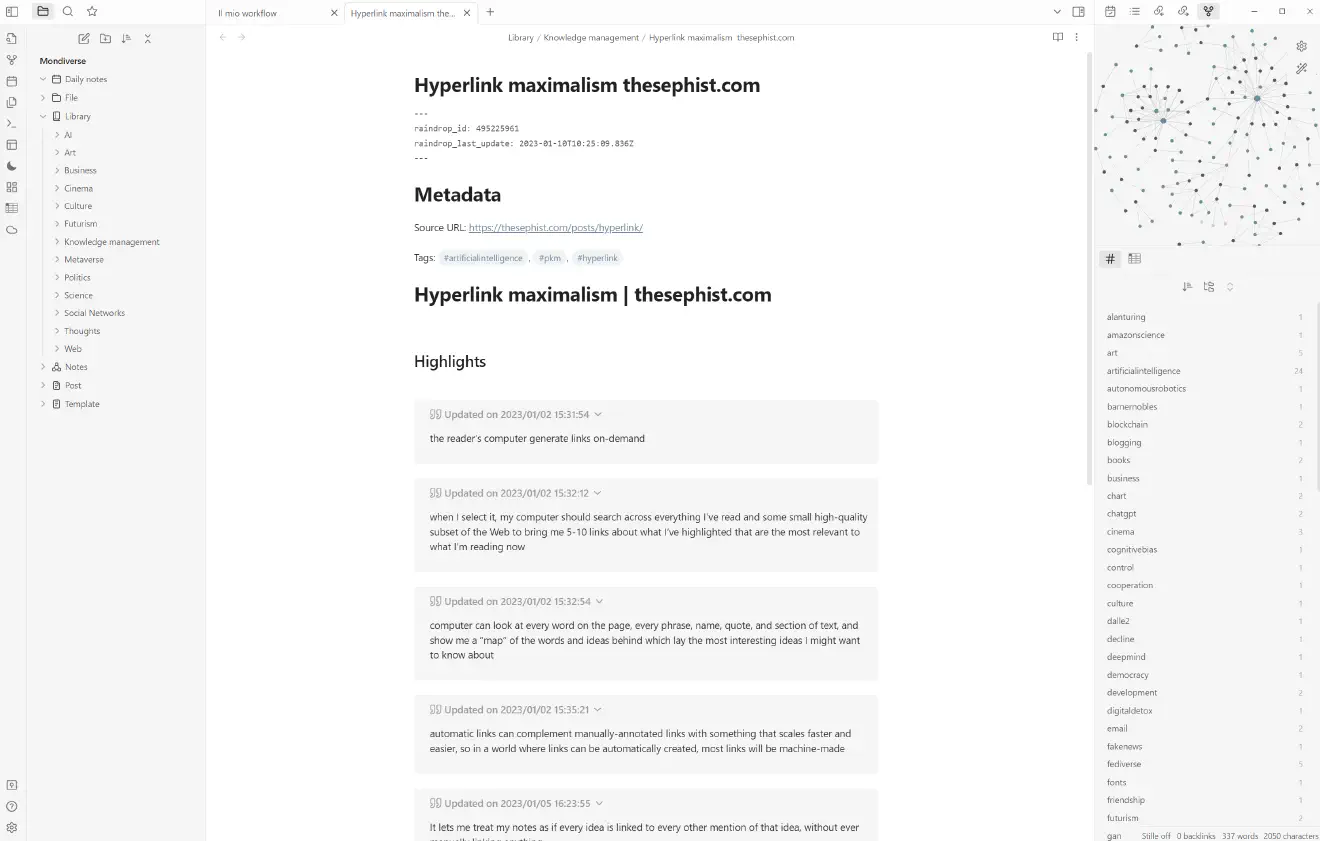 Il mio workflow
Hyperlink maximalism the...
Library / Knowledge management / Hyperlink maximalism thesephist.com
Mondiverse
Daily notes
File
Library
AI
Art
Business
Cinema
Culture
Futurism
Knowledge management
Metaverse
Politics
Science
Social Networks
Thoughts
Web
Notes
Post
Template
Hyperlink maximalism thesephist.com
---
raindrop_id: 495225961
raindrop_last_update: 2023-01-10T10:25:09.836Z
---
Metadata
Source URL: https://thesephist.com/posts/hyperlink/
Tags: #artificialintelligence , #pkm , #hyperlink
Hyperlink maximalism | thesephist.com
Highlights
Updated on 2023/01/02 15:31:54
the reader's computer generate links on-demand
Updated on 2023/01/02 15:32:12
when I select it, my computer should search across everything I've read and some small high-quality
subset of the Web to bring me 5-10 links about what I've highlighted that are the most relevant to
what I'm reading now
Updated on 2023/01/02 15:32:54
computer can look at every word on the page, every phrase, name, quote, and section of text, and
show me a "map" of the words and ideas behind which lay the most interesting ideas I might want
to know about
Updated on 2023/01/02 15:35:21
automatic links can complement manually-annotated links with something that scales faster and
easier, so in a world where links can be automatically created, most links will be machine-made
Updated on 2023/01/05 16:23:55
It lets me treat my notes as if every idea is linked to every other mention of that idea, without ever
alanturing 1
amazonscience 1
art 5
artificialintelligence 24
autonomousrobotics 1
barnernobles 1
blockchain 2
blogging 1
books 2
business 1
chart 2
chatgpt 2
cinema 3
cognitivebias 1
control 1
cooperation 1
culture 1
dalle2 1
decline 1
deepmind 1
democracy 1
development 2
digitaldetox 1
email 2
fakenews 1
fediverse 5
fonts 1
friendship 1
futurism 2
gan
Stille off 0 backlinks 337 words 2050 characters